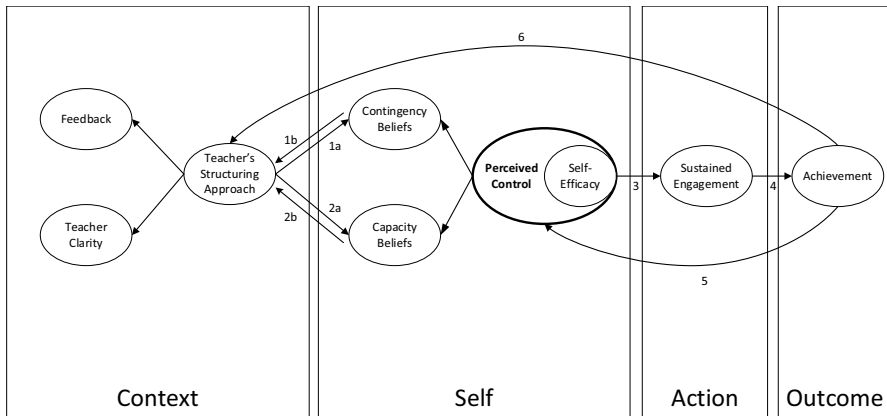 6
Feedback
Contingency
Beliefs
1b
1a
Teacher's
Structuring
Approach
Perceived
Control
Self-
Efficacy
3
Sustained
Engagement
4
Achievement
2a
2b
Teacher
Clarity
Capacity
Beliefs
5
Context
Self
Action
Outcome